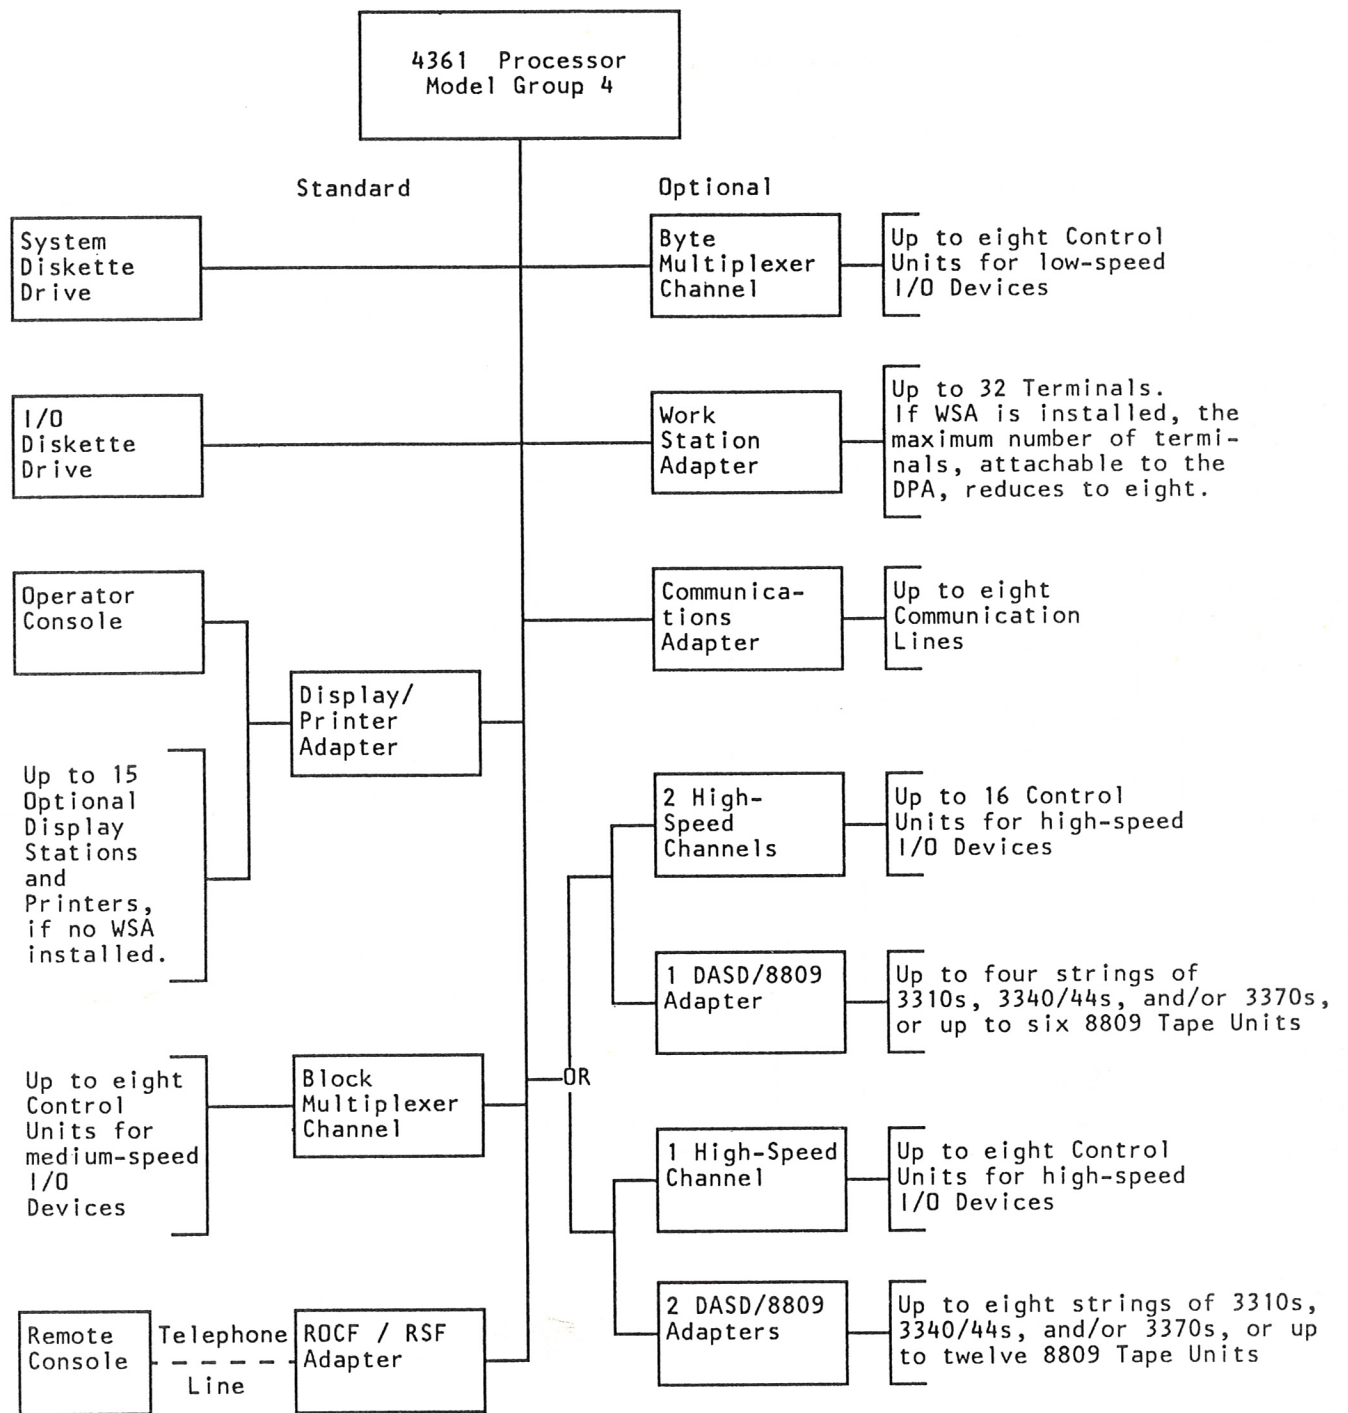 4361 Processor
Model Group 4
Standard
Optional
System
Diskette
Drive
Byte
Multiplexer
Channel
Up to eight Control
Units for low-speed
I/O Devices
I/O
Diskette
Drive
Work
Station
Adapter
Up to 32 Terminals.
If WSA is installed, the
maximum number of termi-
nals, attachable to the
DPA, reduces to eight.
Operator
Console
Communica-
tions
Adapter
Up to eight
Communication
Lines
Display/
Printer
Adapter
Up to 15
Optional
Display
Stations
and
Printers,
if no WSA
installed.
2 High-
Speed
Channels
Up to 16 Control
Units for high-speed
I/O Devices
1 DASD/8809
Adapter
Up to four strings of
3310s, 3340/44s, and/or 3370s,
or up to six 8809 Tape Units
Up to eight
Control
Units for
medium-speed
I/O
Devices
Block
Multiplexer
Channel
OR
1 High-Speed
Channel
Up to eight Control
Units for high-speed
I/O Devices
2 DASD/8809
Adapters
Up to eight strings of 3310s,
3340/44s, and/or 3370s, or up
to twelve 8809 Tape Units
Remote
Console
Telephone
Line
ROCF / RSF
Adapter